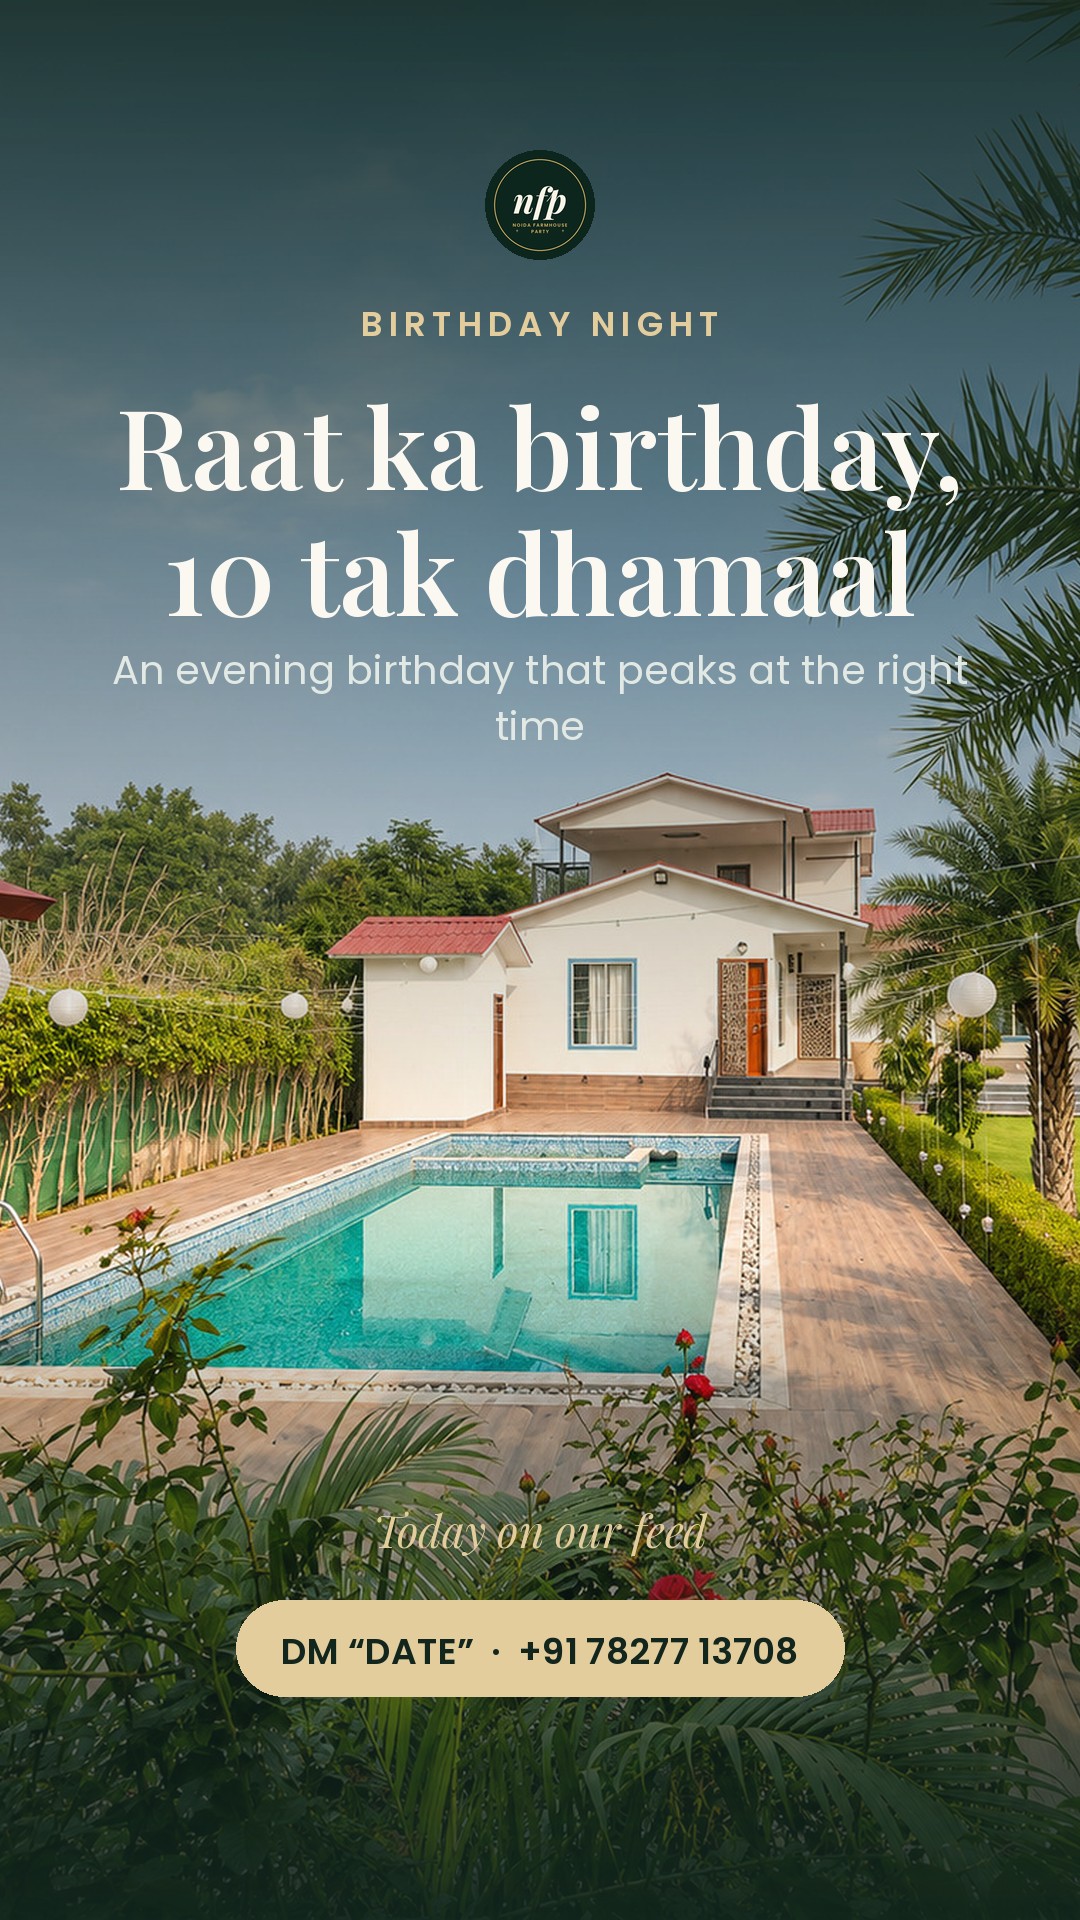 nfp
NOIDA FARMHOUSE
PARTY
BIRTHDAY NIGHT
Raat ka birthday,
10 tak dhamaal
An evening birthday that peaks at the right
time
Today on our feed
DM “DATE” · +91 78277 13708